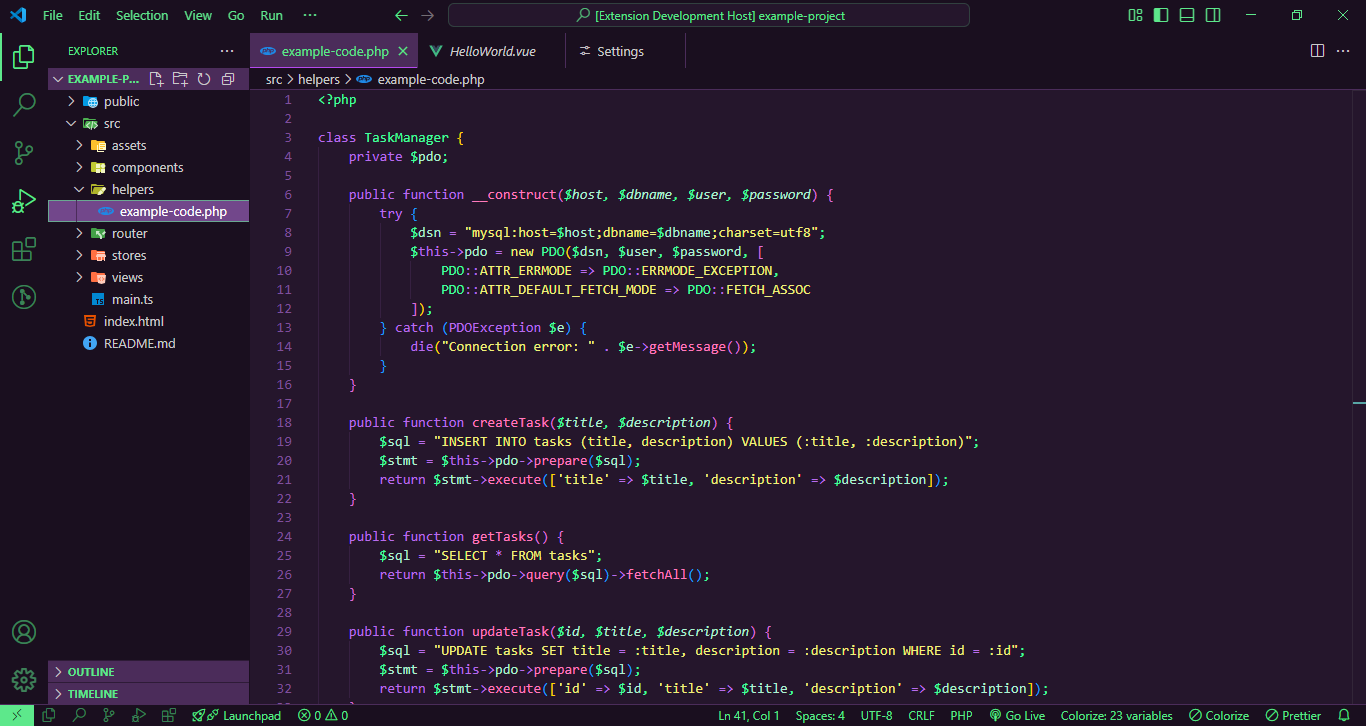 File Edit Selection View Go Run ··· [Extension Development Host] example-project
EXPLORER ···
EXAMPLE-P...
public
src
assets
components
helpers
example-code.php
router
stores
views
main.ts
index.html
README.md
OUTLINE
TIMELINE
example-code.php HelloWorld.vue Settings
src > helpers > example-code.php
1 <?php
2
3 class TaskManager {
4     private $pdo;
5
6     public function __construct($host, $dbname, $user, $password) {
7         try {
8             $dsn = "mysql:host=$host;dbname=$dbname;charset=utf8";
9             $this->pdo = new PDO($dsn, $user, $password, [
10                 PDO::ATTR_ERRMODE => PDO::ERRMODE_EXCEPTION,
11                 PDO::ATTR_DEFAULT_FETCH_MODE => PDO::FETCH_ASSOC
12             ]);
13         } catch (PDOException $e) {
14             die("Connection error: " . $e->getMessage());
15         }
16     }
17
18     public function createTask($title, $description) {
19         $sql = "INSERT INTO tasks (title, description) VALUES (:title, :description)";
20         $stmt = $this->pdo->prepare($sql);
21         return $stmt->execute(['title' => $title, 'description' => $description]);
22     }
23
24     public function getTasks() {
25         $sql = "SELECT * FROM tasks";
26         return $this->pdo->query($sql)->fetchAll();
27     }
28
29     public function updateTask($id, $title, $description) {
30         $sql = "UPDATE tasks SET title = :title, description = :description WHERE id = :id";
31         $stmt = $this->pdo->prepare($sql);
32         return $stmt->execute(['id' => $id, 'title' => $title, 'description' => $description]);
Launchpad 0 0 Ln 41, Col 1 Spaces: 4 UTF-8 CRLF PHP Go Live Colorize: 23 variables Colorize Prettier